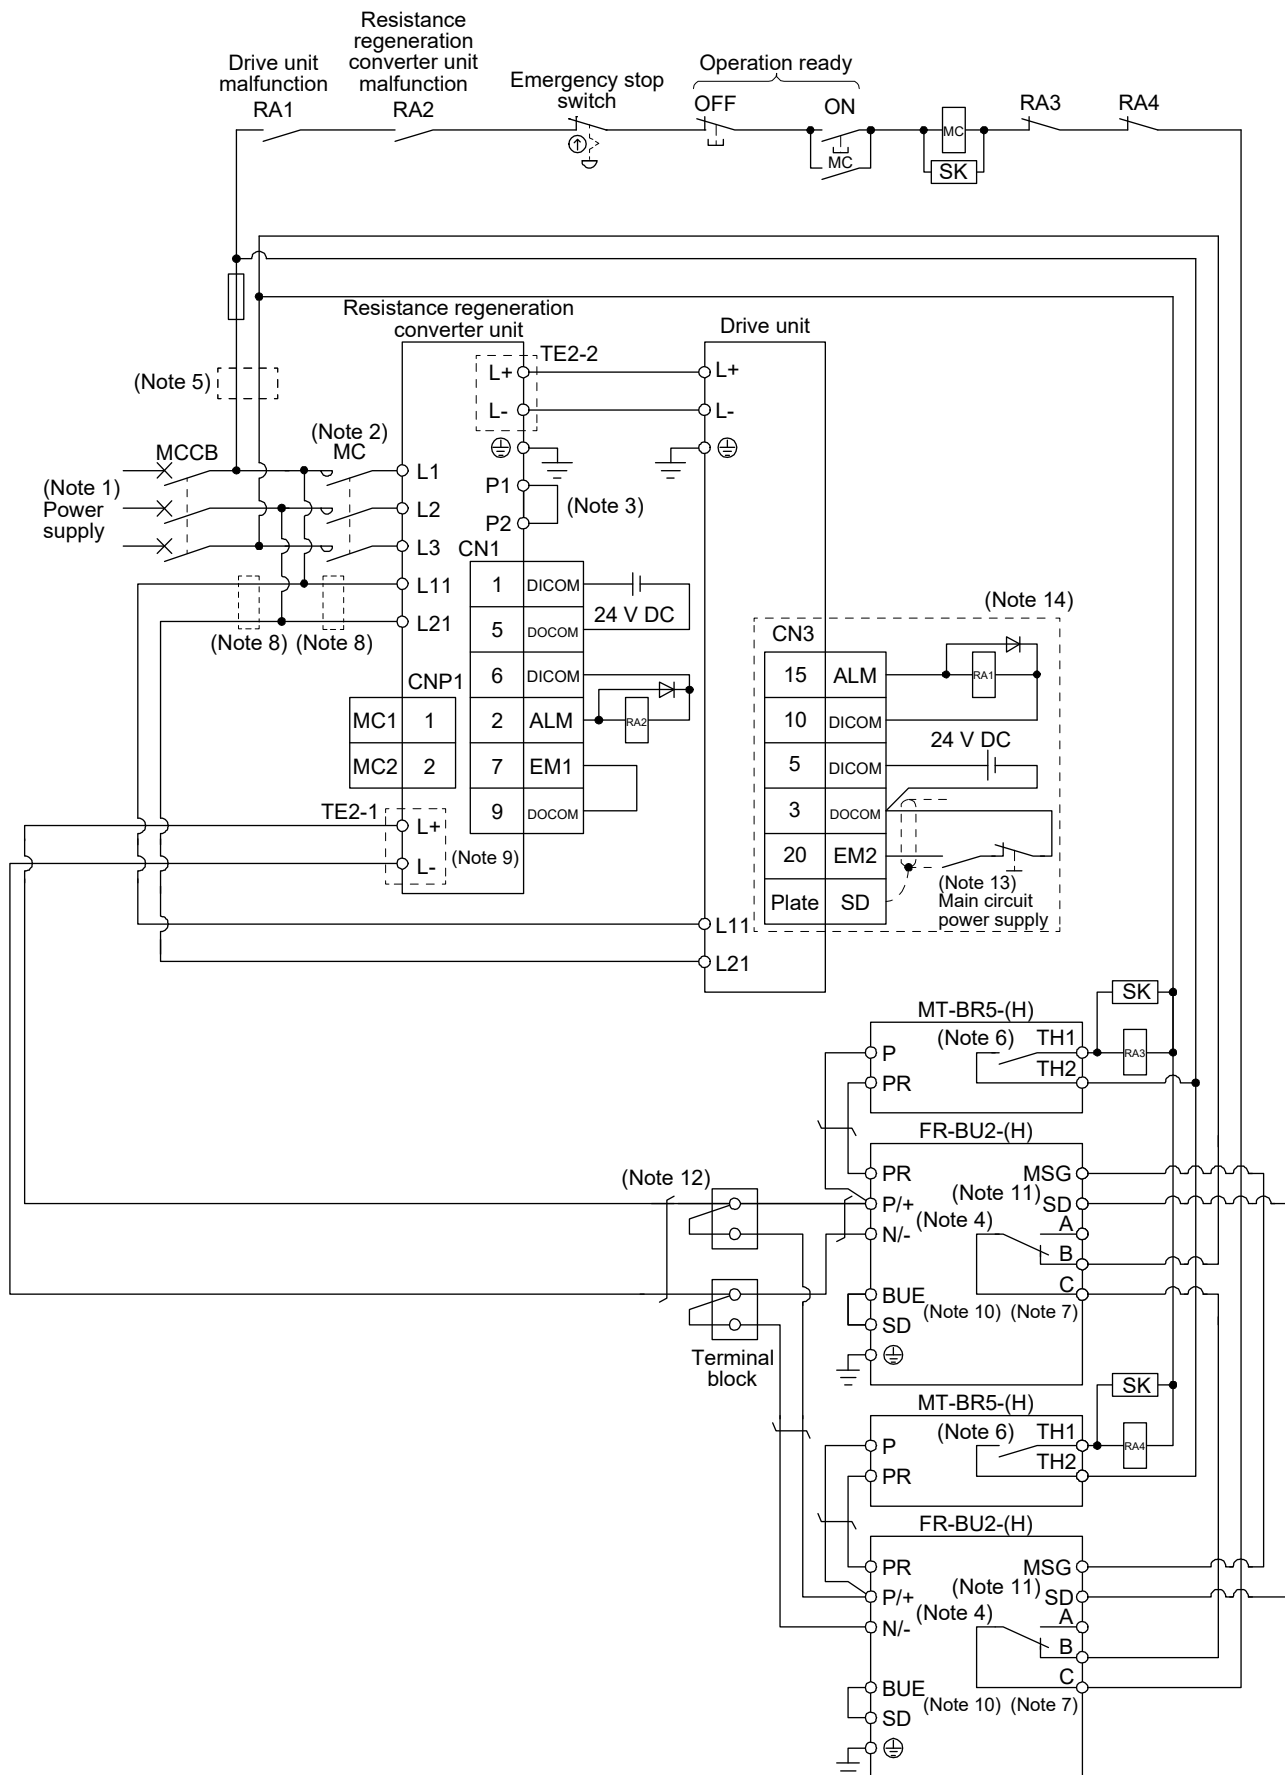 Resistance
regeneration
converter unit
malfunction
Drive unit
malfunction
RA1
RA2
Emergency stop
switch
Operation ready
OFF
ON
MC
MC
SK
RA3
RA4
Resistance regeneration
converter unit
Drive unit
TE2-2
L+
L+
L-
L-
(Note 5)
(Note 2)
MC
MCCB
(Note 1)
Power
supply
L1
L2
L3
L11
L21
P1
P2
(Note 3)
CN1
1 DICOM
5 DOCOM
24 V DC
6 DICOM
2 ALM
RA2
7 EM1
9 DOCOM
(Note 8) (Note 8)
CNP1
MC1 1
MC2 2
TE2-1
L+
L-
(Note 9)
(Note 14)
CN3
15 ALM
RA1
10 DICOM
24 V DC
5 DICOM
3 DOCOM
20 EM2
Plate SD
(Note 13)
Main circuit
power supply
L11
L21
MT-BR5-(H)
SK
P
PR
(Note 6)
TH1
TH2
RA3
FR-BU2-(H)
PR
P/+
N/-
MSG
(Note 11)
SD
(Note 4)
A
B
C
BUE
SD
(Note 10) (Note 7)
(Note 12)
Terminal
block
MT-BR5-(H)
SK
P
PR
(Note 6)
TH1
TH2
RA4
FR-BU2-(H)
PR
P/+
N/-
MSG
(Note 11)
SD
(Note 4)
A
B
C
BUE
SD
(Note 10) (Note 7)